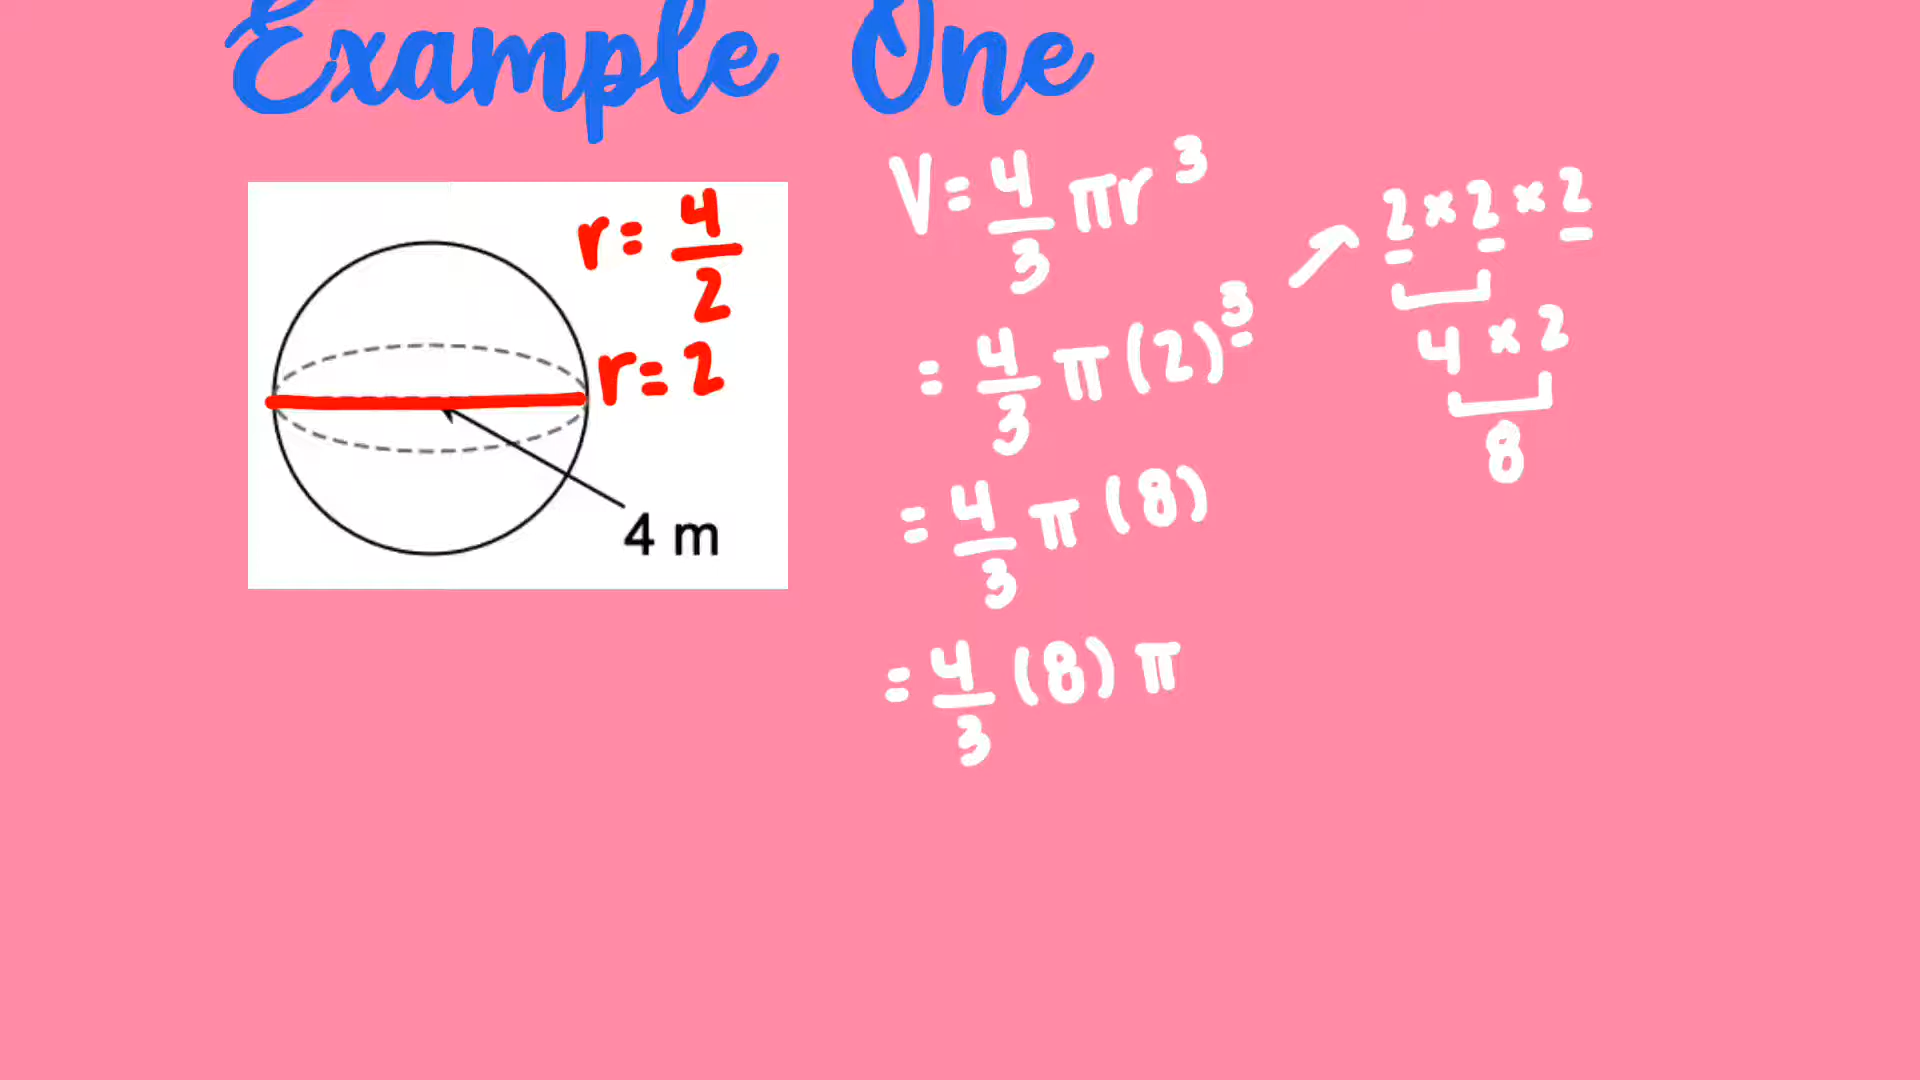 Example One
r = 4/2
r = 2
4 m
V = 4/3 πr³
= 4/3 π (2)³
= 4/3 π (8)
= 4/3 (8) π
2 × 2 × 2
4 × 2
8